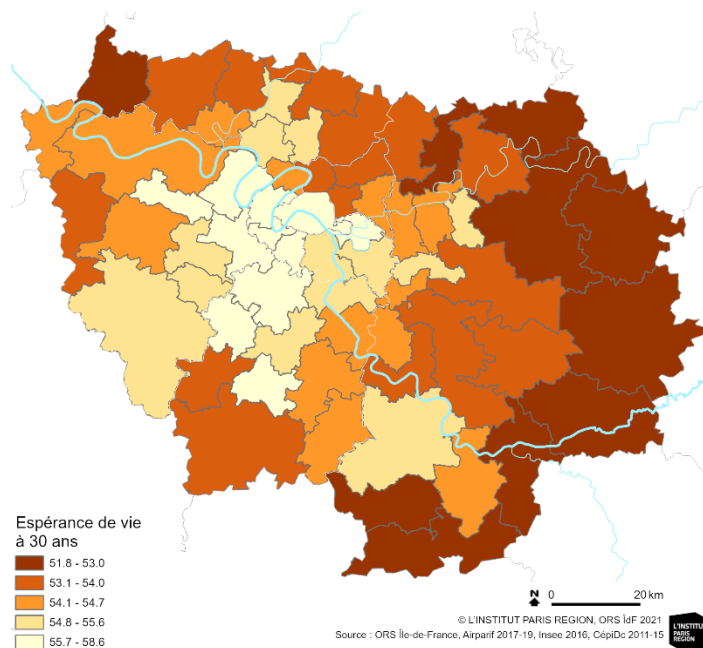 Espérance de vie
à 30 ans
51.8 - 53.0
53.1 - 54.0
54.1 - 54.7
54.8 - 55.6
55.7 - 58.6
N 0 20 km
© L'INSTITUT PARIS REGION, ORS ÎdF 2021
Source : ORS Île-de-France, Airparif 2017-19, Insee 2016, CépiDc 2011-15
L'INSTITUT
PARIS
REGION